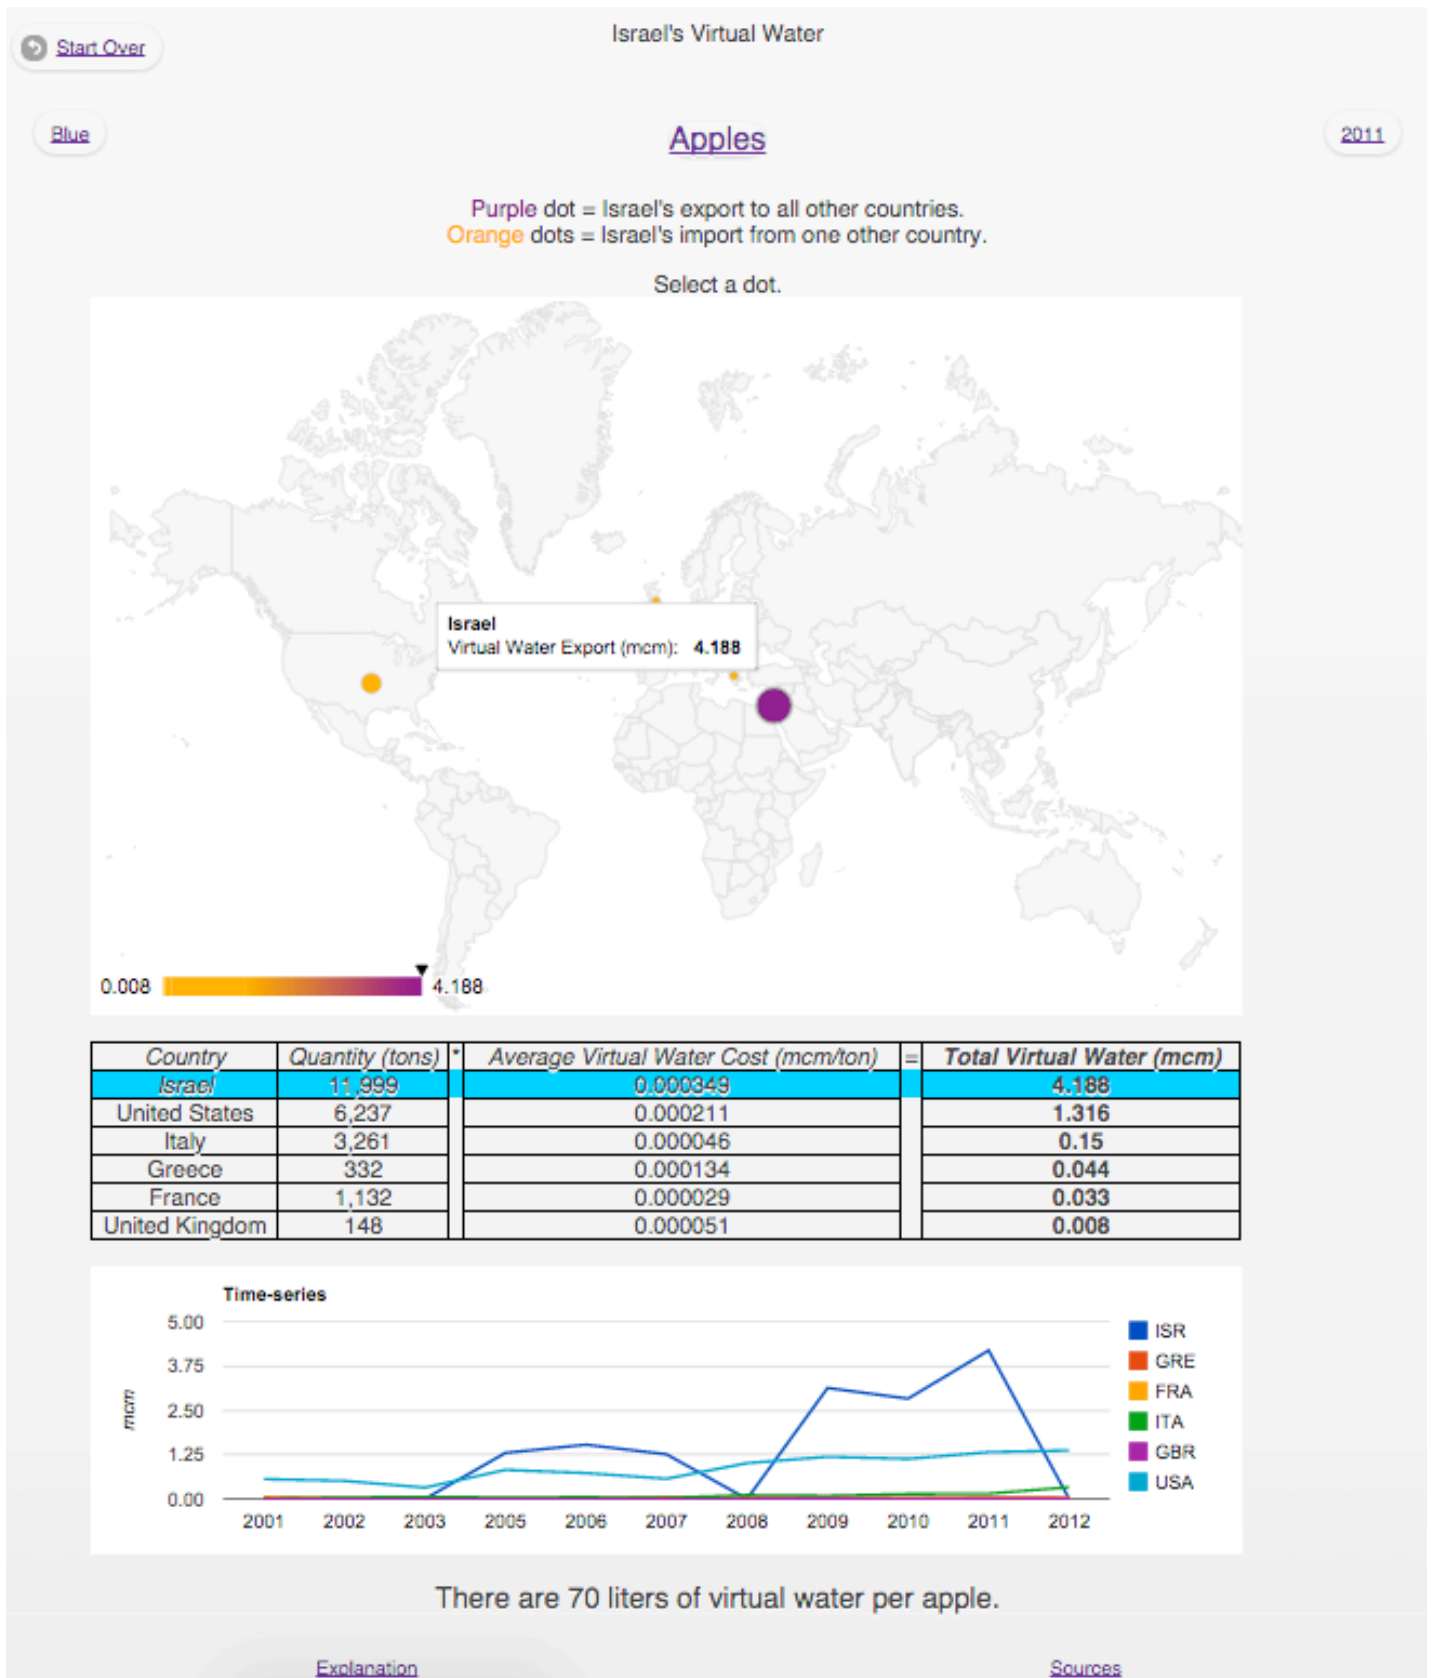 Start Over
Israel's Virtual Water
Blue
Apples
2011
Purple dot = Israel's export to all other countries.
Orange dots = Israel's import from one other country.
Select a dot.
Israel
Virtual Water Export (mcm): 4.188
0.008 4.188
Country Quantity (tons) * Average Virtual Water Cost (mcm/ton) = Total Virtual Water (mcm)
Israel 11,999 0.000349 4.188
United States 6,237 0.000211 1.316
Italy 3,261 0.000046 0.15
Greece 332 0.000134 0.044
France 1,132 0.000029 0.033
United Kingdom 148 0.000051 0.008
Time-series
5.00
3.75
2.50
1.25
0.00
mcm
2001 2002 2003 2005 2006 2007 2008 2009 2010 2011 2012
ISR
GRE
FRA
ITA
GBR
USA
There are 70 liters of virtual water per apple.
Explanation Sources